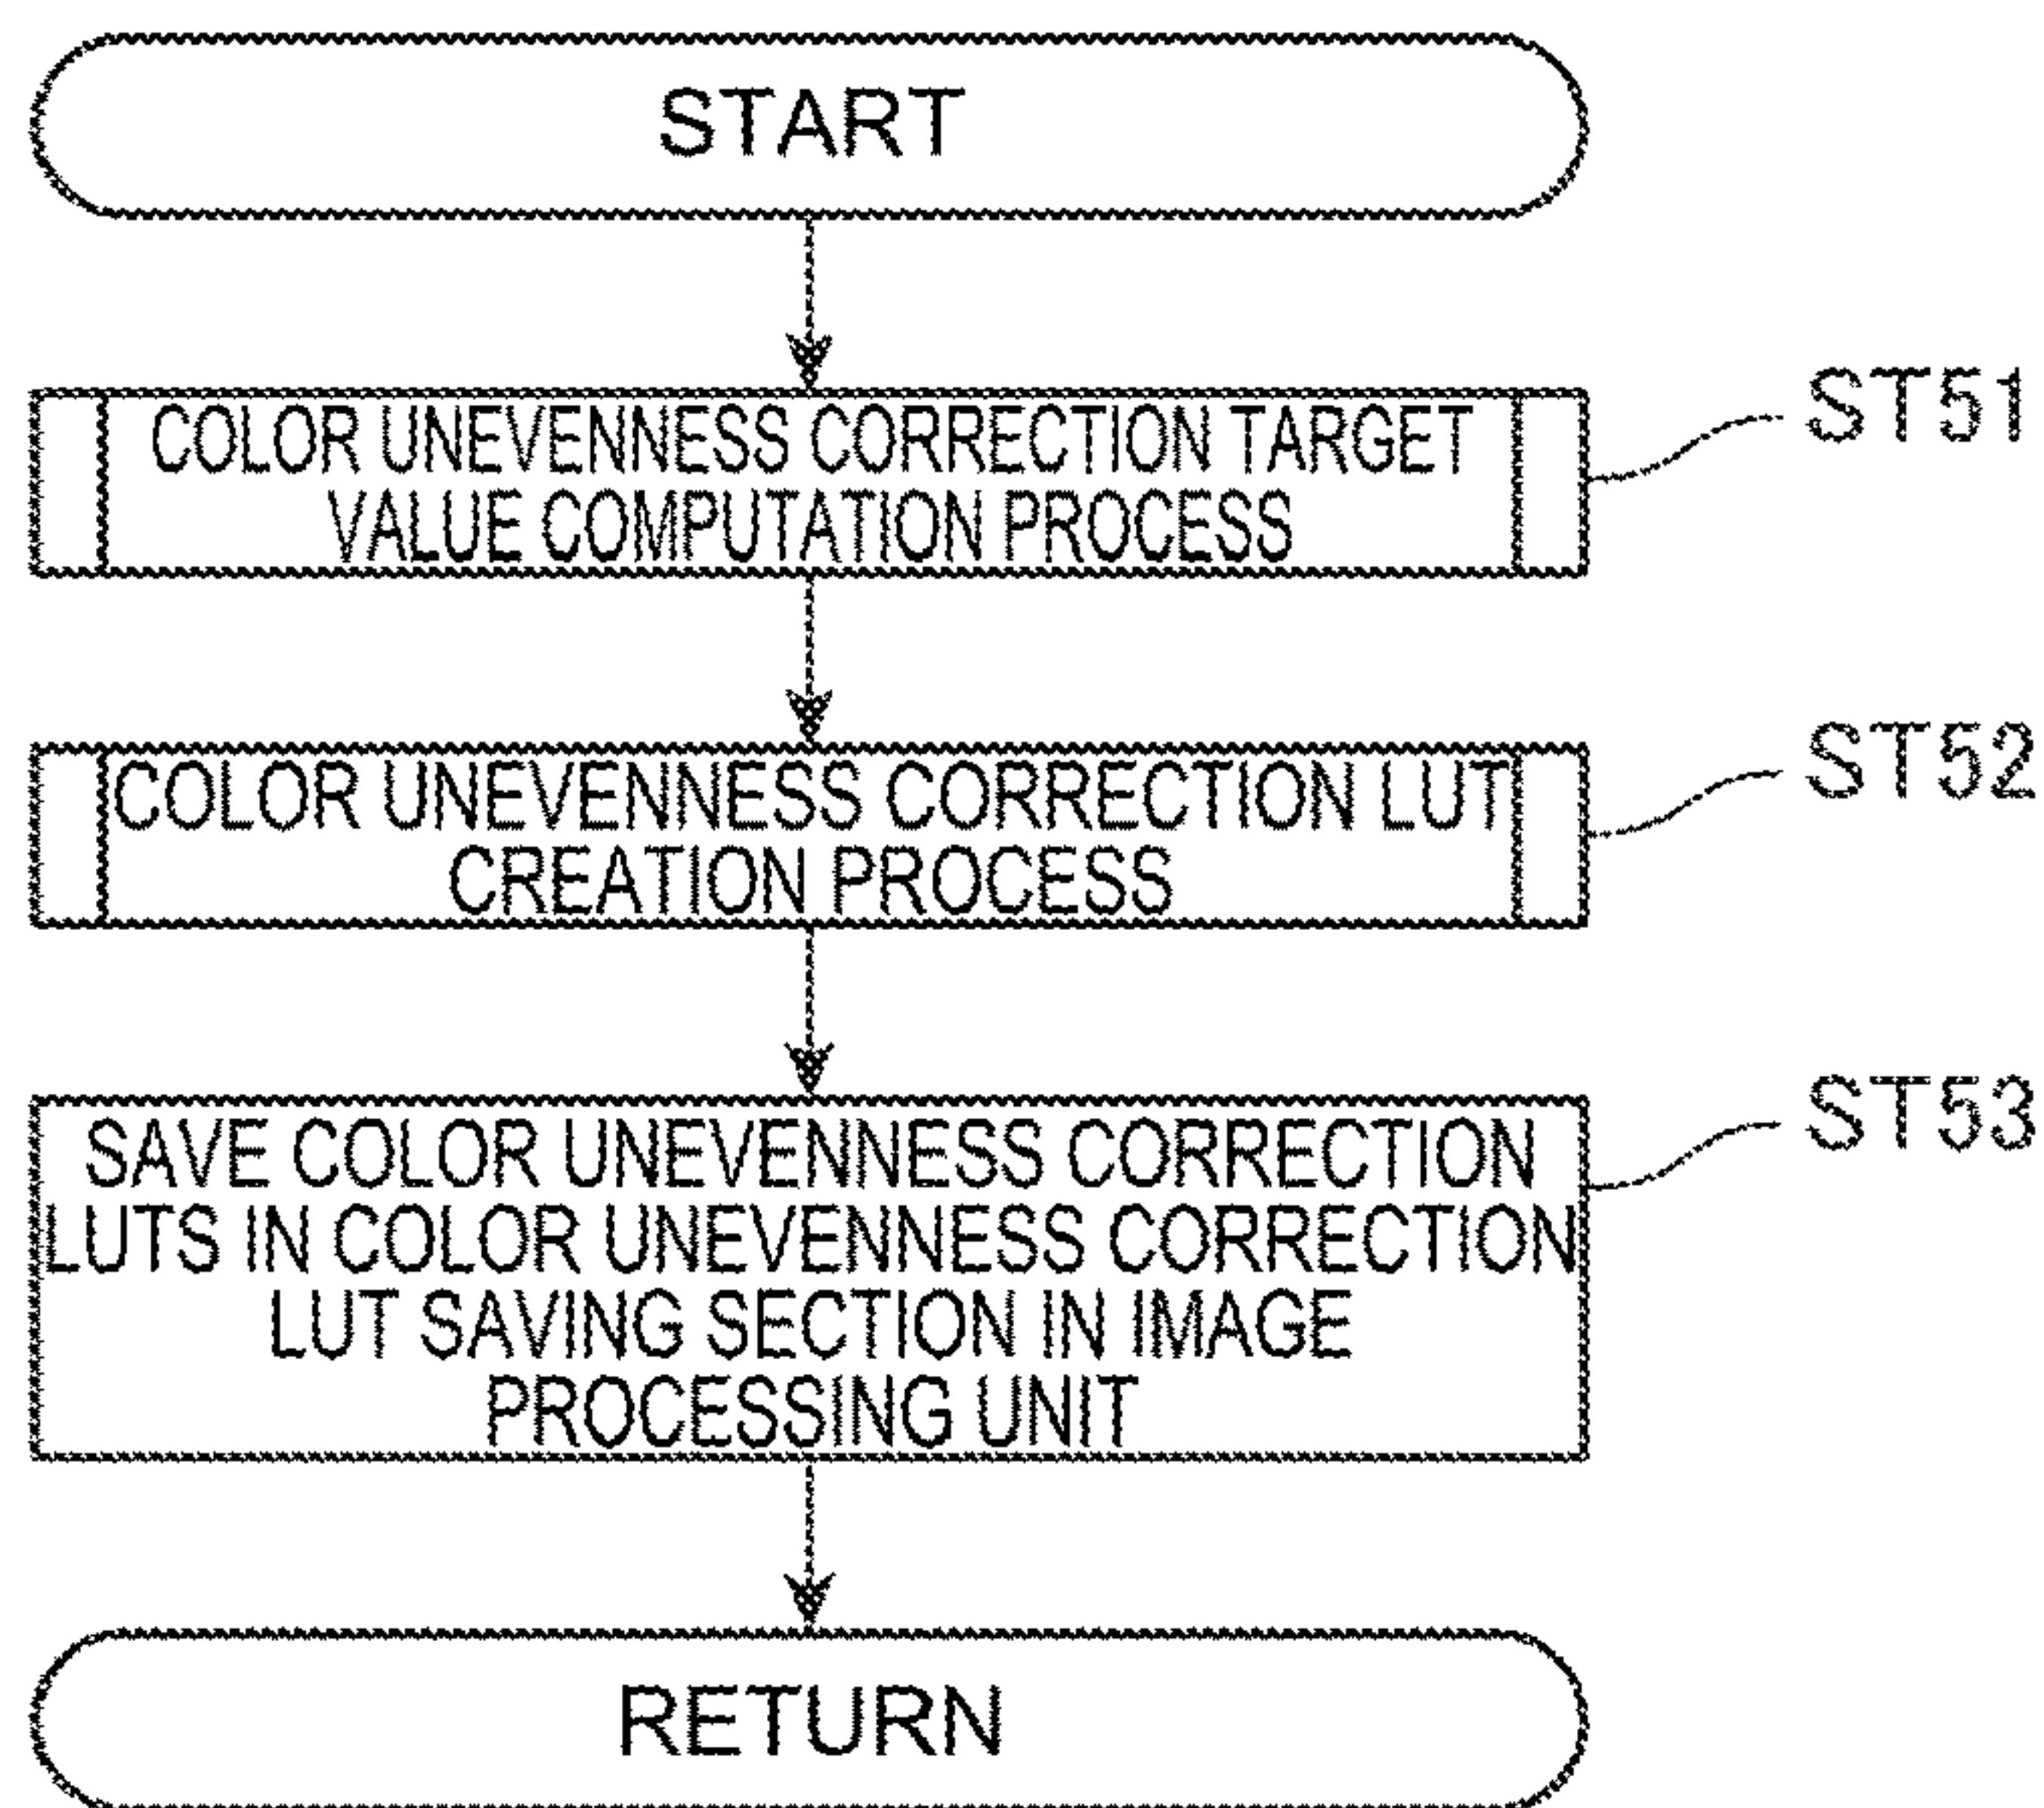 START
COLOR UNEVENNESS CORRECTION TARGET
VALUE COMPUTATION PROCESS
ST51
COLOR UNEVENNESS CORRECTION LUT
CREATION PROCESS
ST52
SAVE COLOR UNEVENNESS CORRECTION
LUTS IN COLOR UNEVENNESS CORRECTION
LUT SAVING SECTION IN IMAGE
PROCESSING UNIT
ST53
RETURN